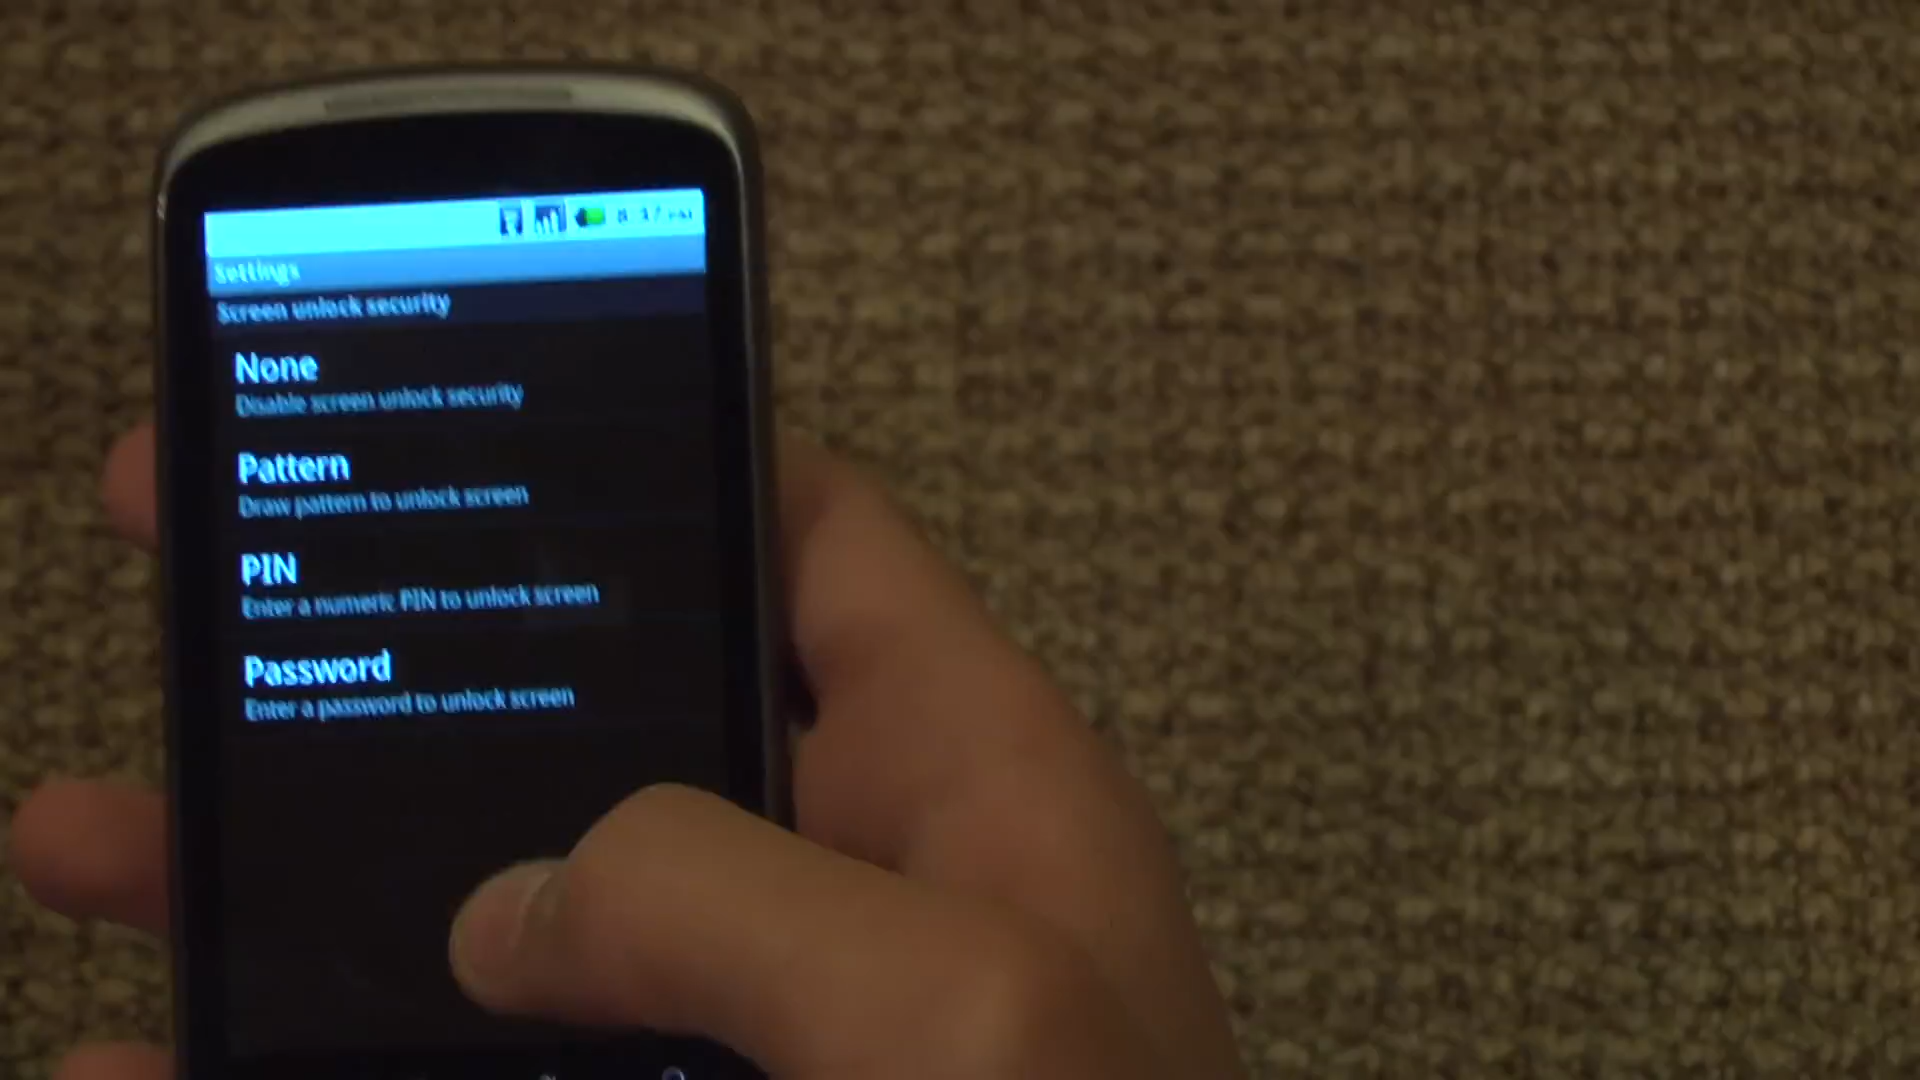 Settings
Screen unlock security
None
Disable screen unlock security
Pattern
Draw pattern to unlock screen
PIN
Enter a numeric PIN to unlock screen
Password
Enter a password to unlock screen